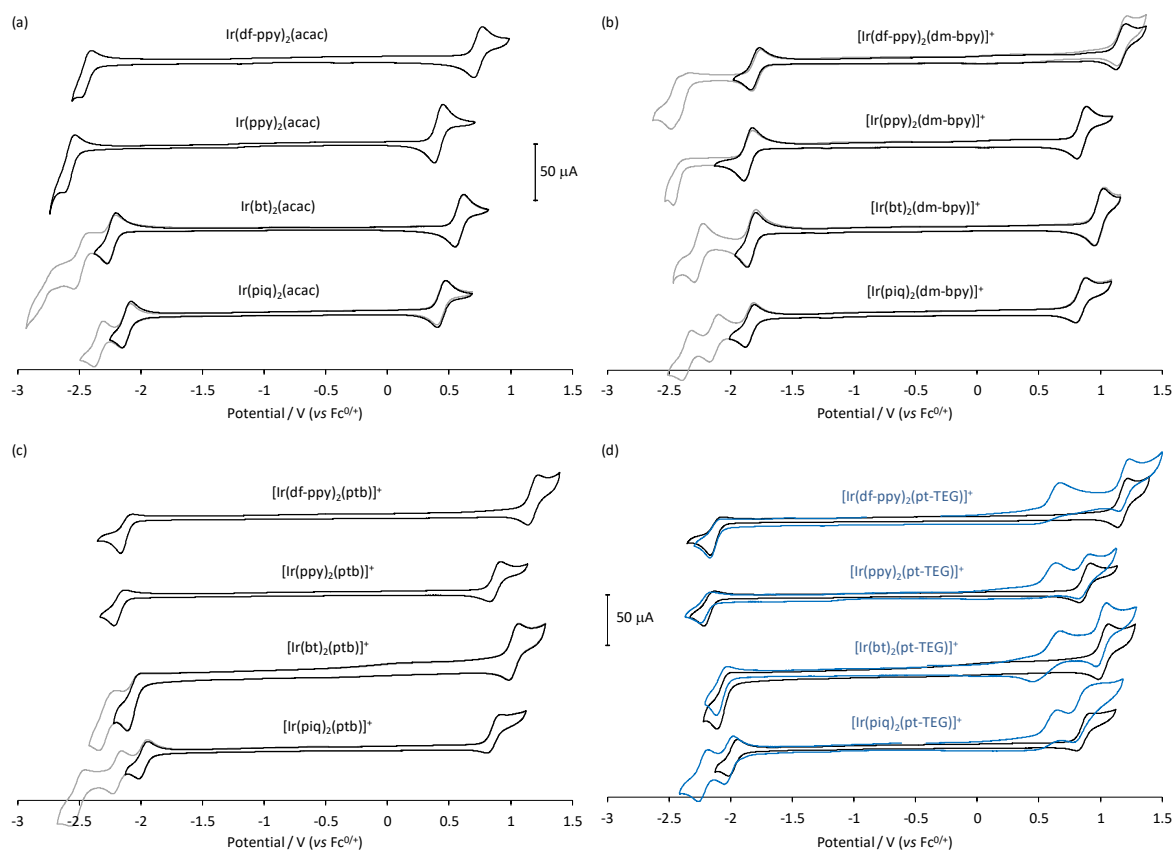 (a)
Ir(df-ppy)₂(acac)
Ir(ppy)₂(acac)
50 µA
Ir(bt)₂(acac)
Ir(piq)₂(acac)
-3 -2.5 -2 -1.5 -1 -0.5 0 0.5 1 1.5
Potential / V (vs Fc⁰ᐟ⁺)
(b)
[Ir(df-ppy)₂(dm-bpy)]⁺
[Ir(ppy)₂(dm-bpy)]⁺
[Ir(bt)₂(dm-bpy)]⁺
[Ir(piq)₂(dm-bpy)]⁺
-3 -2.5 -2 -1.5 -1 -0.5 0 0.5 1 1.5
Potential / V (vs Fc⁰ᐟ⁺)
(c)
[Ir(df-ppy)₂(ptb)]⁺
[Ir(ppy)₂(ptb)]⁺
[Ir(bt)₂(ptb)]⁺
[Ir(piq)₂(ptb)]⁺
-3 -2.5 -2 -1.5 -1 -0.5 0 0.5 1 1.5
Potential / V (vs Fc⁰ᐟ⁺)
(d)
[Ir(df-ppy)₂(pt-TEG)]⁺
[Ir(ppy)₂(pt-TEG)]⁺
50 µA
[Ir(bt)₂(pt-TEG)]⁺
[Ir(piq)₂(pt-TEG)]⁺
-3 -2.5 -2 -1.5 -1 -0.5 0 0.5 1 1.5
Potential / V (vs Fc⁰ᐟ⁺)